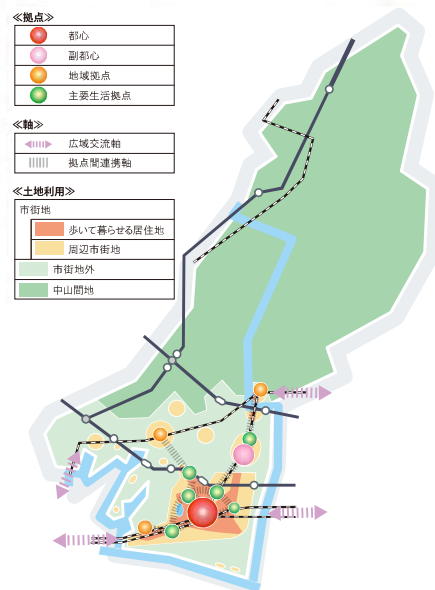 ≪拠点≫
都心
副都心
地域拠点
主要生活拠点
≪軸≫
広域交流軸
拠点間連携軸
≪土地利用≫
市街地
歩いて暮らせる居住地
周辺市街地
市街地外
中山間地